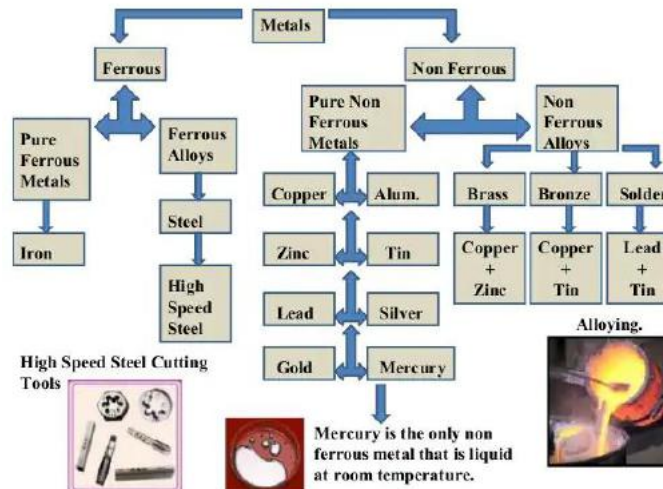 Metals
Ferrous
Non Ferrous
Pure Ferrous
Metals
Ferrous
Alloys
Pure Non
Ferrous
Metals
Non
Ferrous
Alloys
Iron
Steel
High
Speed
Steel
Copper
Alum.
Zinc
Tin
Lead
Silver
Gold
Mercury
Brass
Bronze
Solder
Copper
+
Zinc
Copper
+
Tin
Lead
+
Tin
Alloying.
High Speed Steel Cutting
Tools
Mercury is the only non
ferrous metal that is liquid
at room temperature.